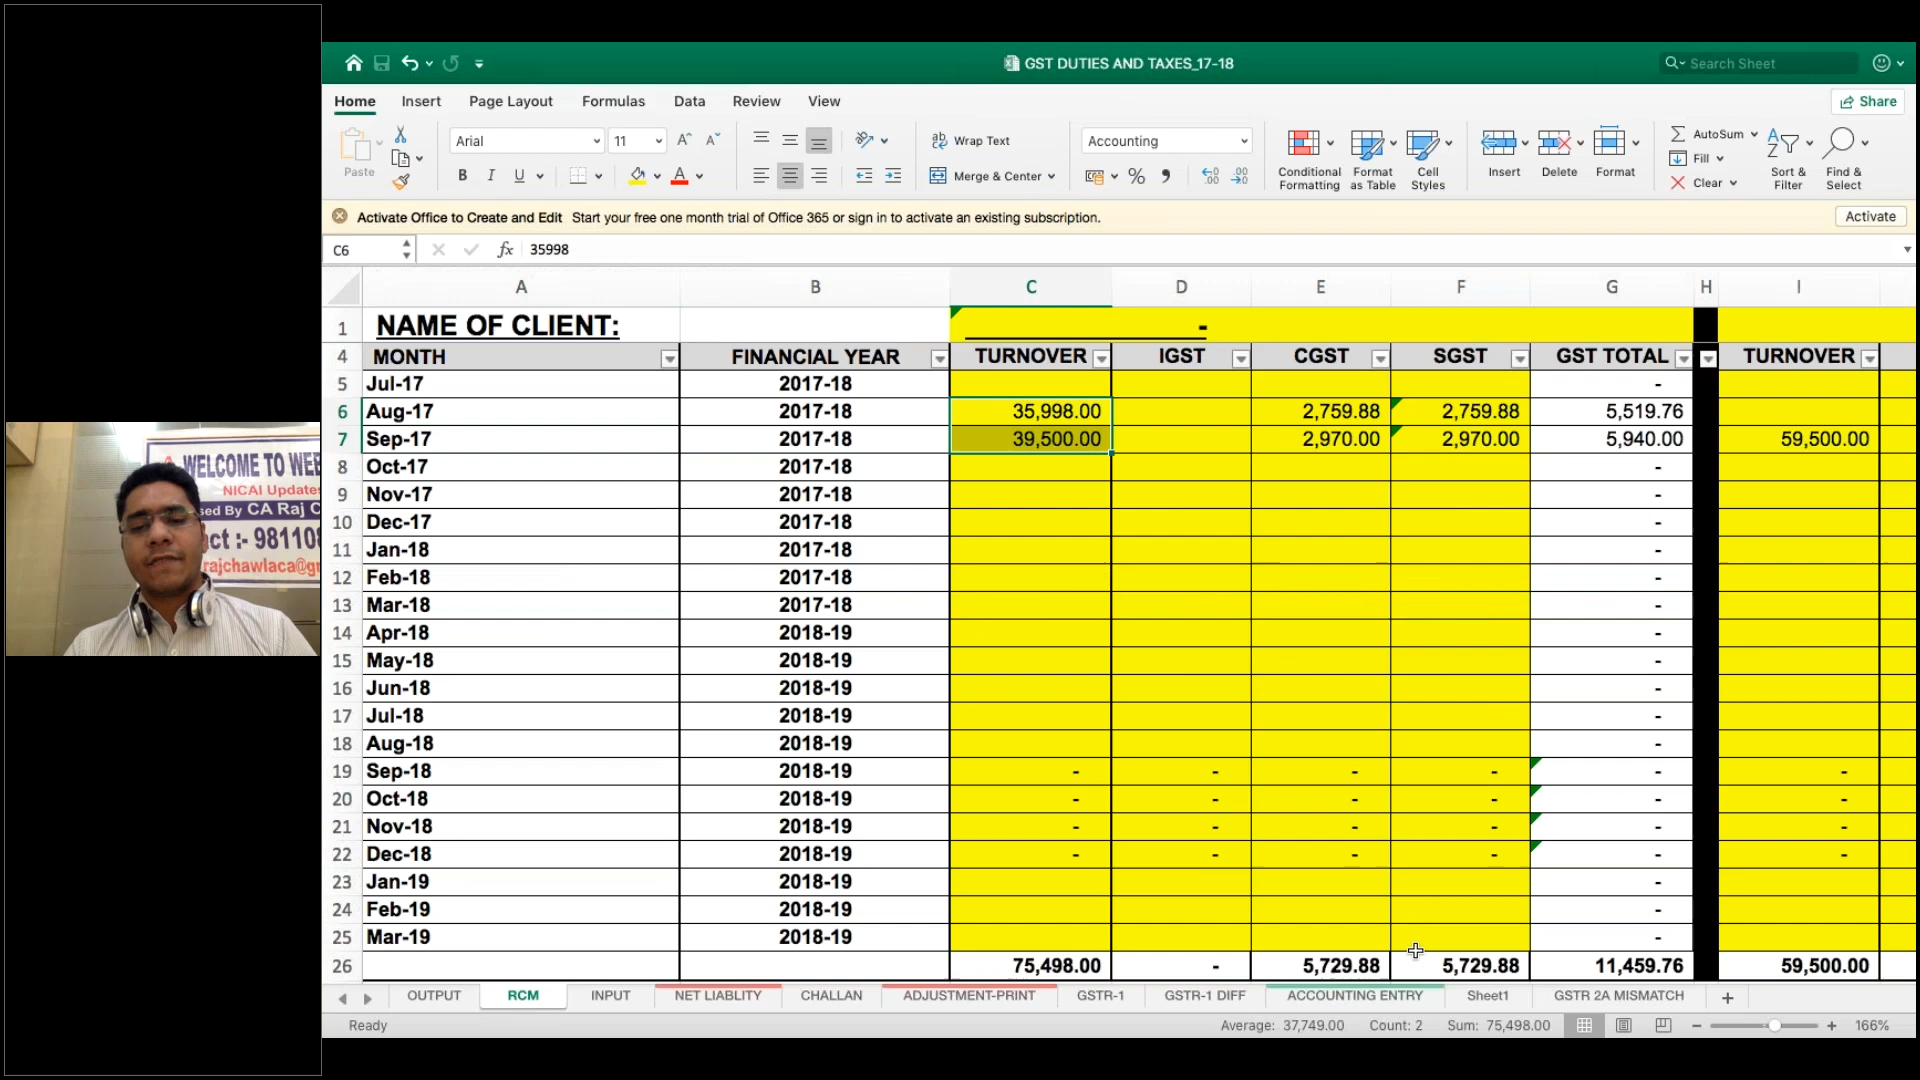 GST DUTIES AND TAXES_17-18
Search Sheet
Home Insert Page Layout Formulas Data Review View
Share
Paste
Arial 11
Wrap Text
Merge & Center
Accounting
Conditional Formatting
Format as Table
Cell Styles
Insert Delete Format
AutoSum
Fill
Clear
Sort & Filter
Find & Select
Activate Office to Create and Edit Start your free one month trial of Office 365 or sign in to activate an existing subscription. Activate
C6 fx 35998
A B C D E F G H I
1 NAME OF CLIENT: -
4 MONTH FINANCIAL YEAR TURNOVER IGST CGST SGST GST TOTAL TURNOVER
5 Jul-17 2017-18 -
6 Aug-17 2017-18 35,998.00 2,759.88 2,759.88 5,519.76
7 Sep-17 2017-18 39,500.00 2,970.00 2,970.00 5,940.00 59,500.00
8 Oct-17 2017-18 -
9 Nov-17 2017-18 -
10 Dec-17 2017-18 -
11 Jan-18 2017-18 -
12 Feb-18 2017-18 -
13 Mar-18 2017-18 -
14 Apr-18 2018-19 -
15 May-18 2018-19 -
16 Jun-18 2018-19 -
17 Jul-18 2018-19 -
18 Aug-18 2018-19 -
19 Sep-18 2018-19 - - - - - -
20 Oct-18 2018-19 - - - - - -
21 Nov-18 2018-19 - - - - - -
22 Dec-18 2018-19 - - - - - -
23 Jan-19 2018-19 -
24 Feb-19 2018-19 -
25 Mar-19 2018-19 -
26 75,498.00 - 5,729.88 5,729.88 11,459.76 59,500.00
OUTPUT RCM INPUT NET LIABLITY CHALLAN ADJUSTMENT-PRINT GSTR-1 GSTR-1 DIFF ACCOUNTING ENTRY Sheet1 GSTR 2A MISMATCH +
Ready Average: 37,749.00 Count: 2 Sum: 75,498.00 166%
WELCOME TO WEB
NICAI Updates
sed By CA Raj C
ct :- 98110
rajchawlaca@g